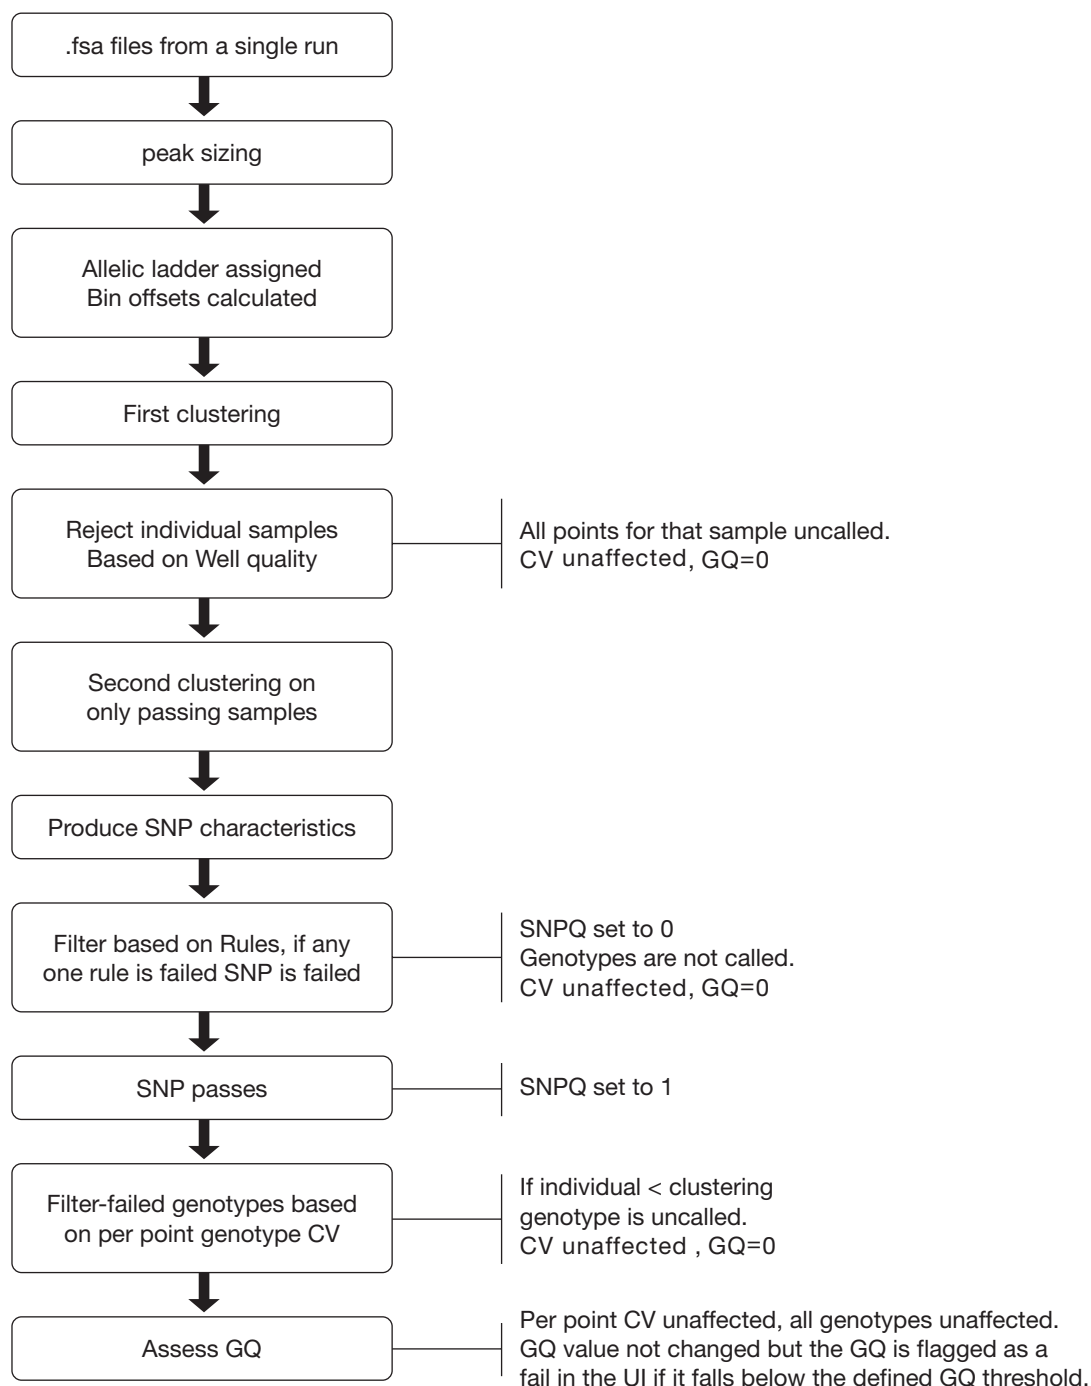 .fsa files from a single run
peak sizing
Allelic ladder assigned
Bin offsets calculated
First clustering
Reject individual samples
Based on Well quality
All points for that sample uncalled.
CV unaffected, GQ=0
Second clustering on
only passing samples
Produce SNP characteristics
Filter based on Rules, if any
one rule is failed SNP is failed
SNPQ set to 0
Genotypes are not called.
CV unaffected, GQ=0
SNP passes
SNPQ set to 1
Filter-failed genotypes based
on per point genotype CV
If individual < clustering
genotype is uncalled.
CV unaffected , GQ=0
Assess GQ
Per point CV unaffected, all genotypes unaffected.
GQ value not changed but the GQ is flagged as a
fail in the UI if it falls below the defined GQ threshold.